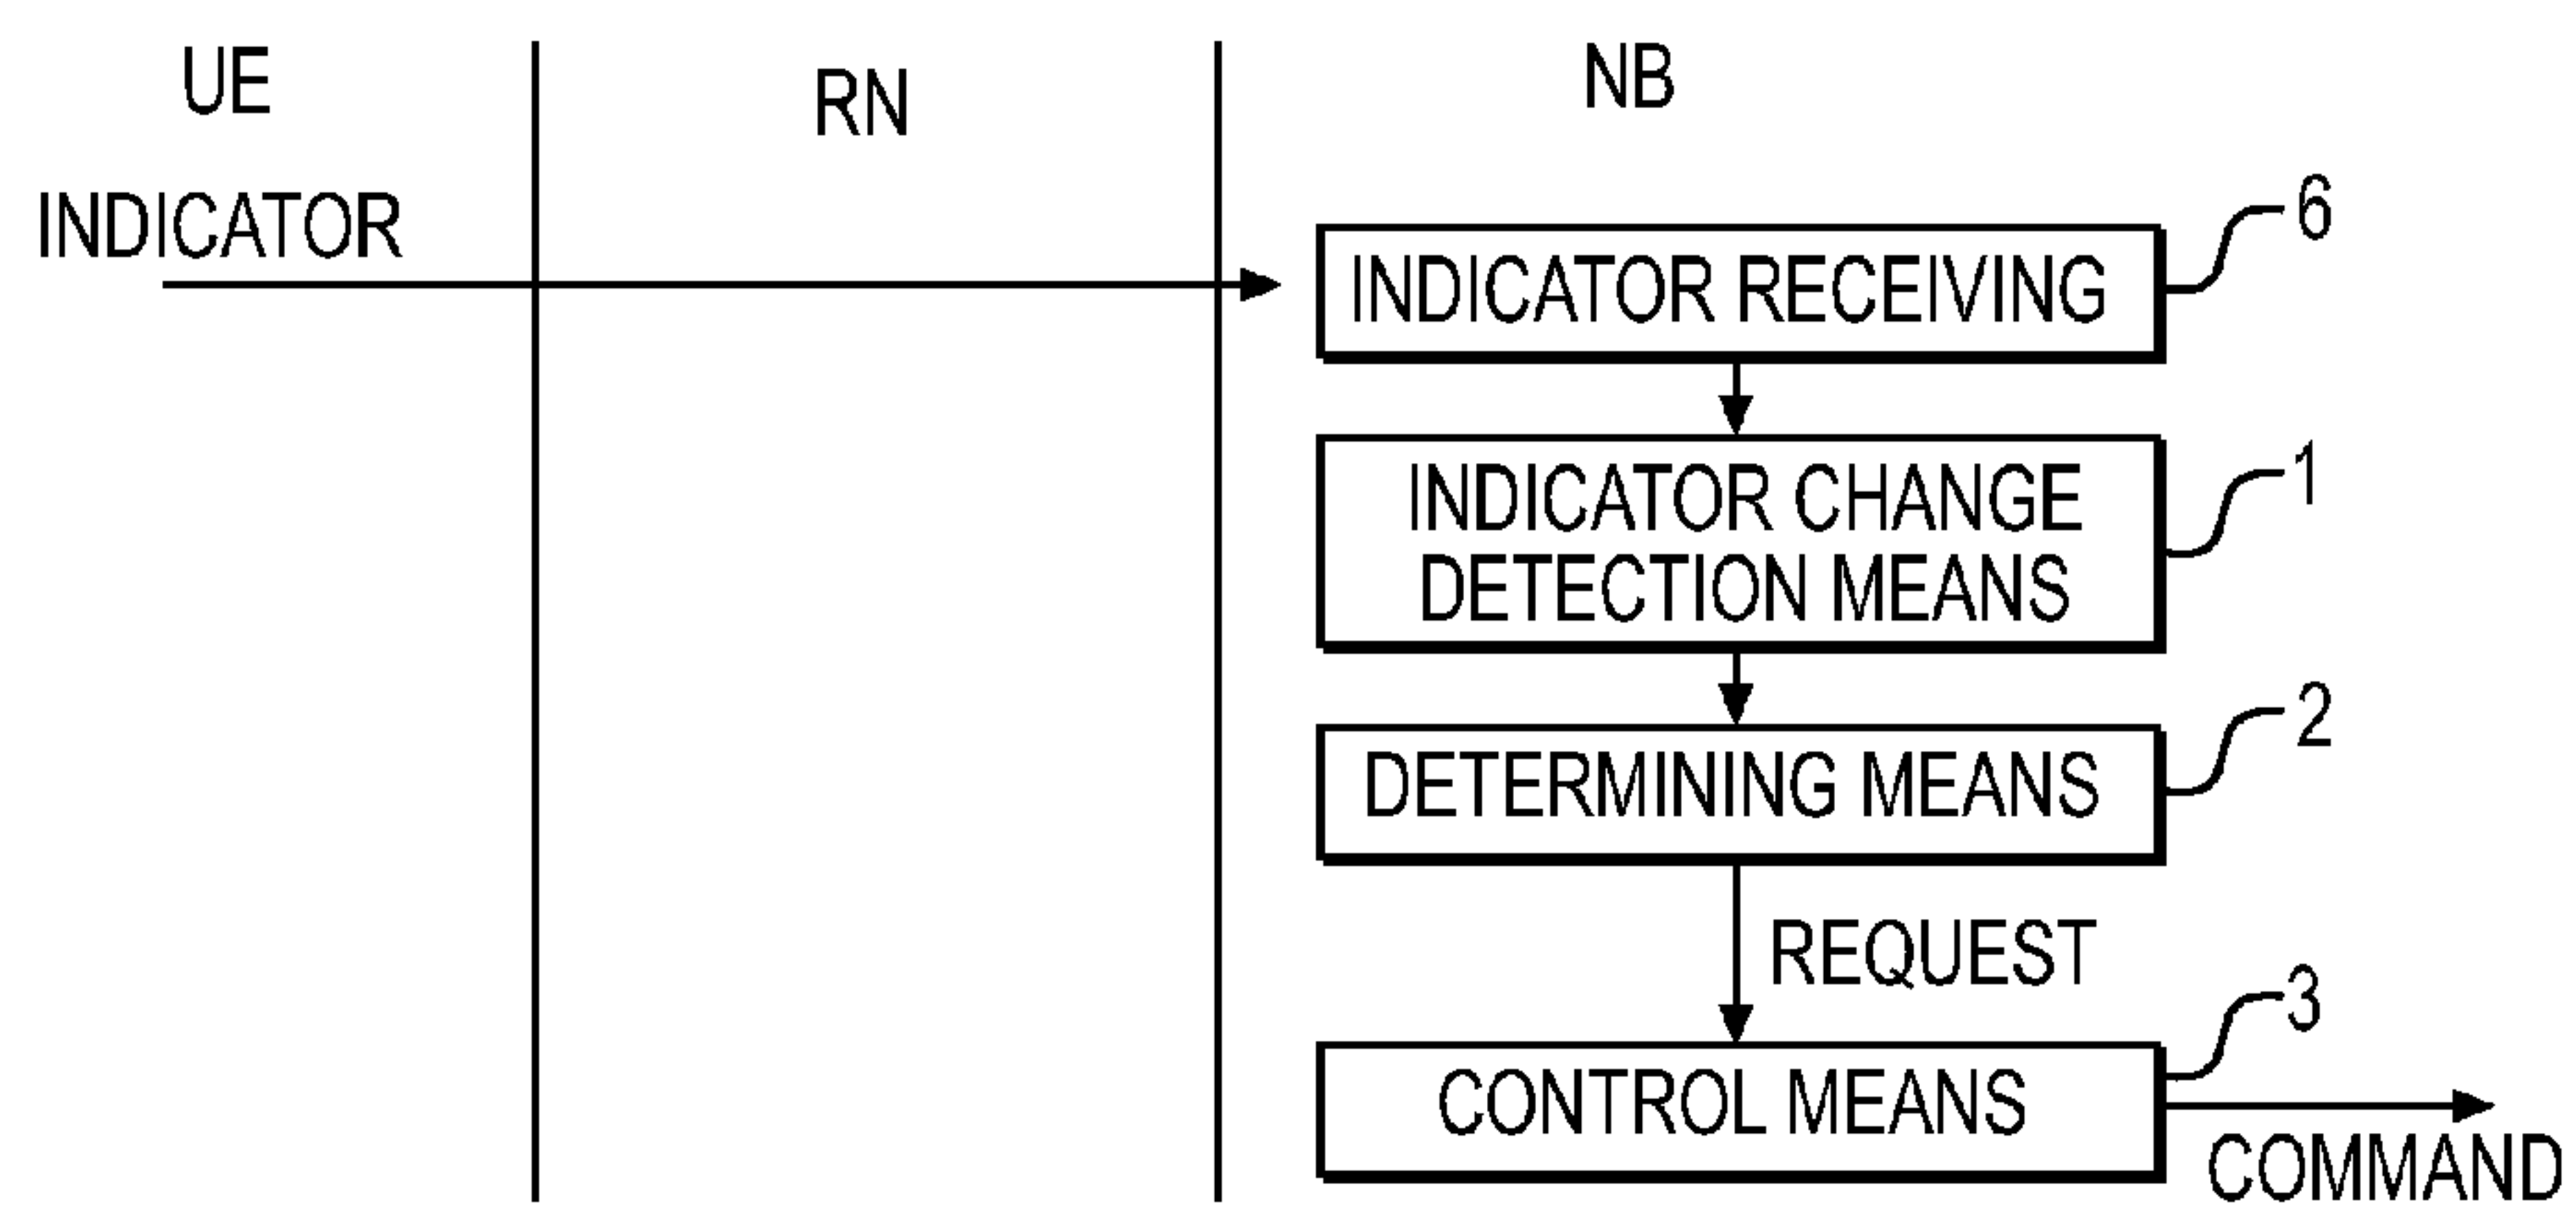 UE
RN
NB
INDICATOR
INDICATOR RECEIVING
6
INDICATOR CHANGE
DETECTION MEANS
1
DETERMINING MEANS
2
REQUEST
CONTROL MEANS
3
COMMAND